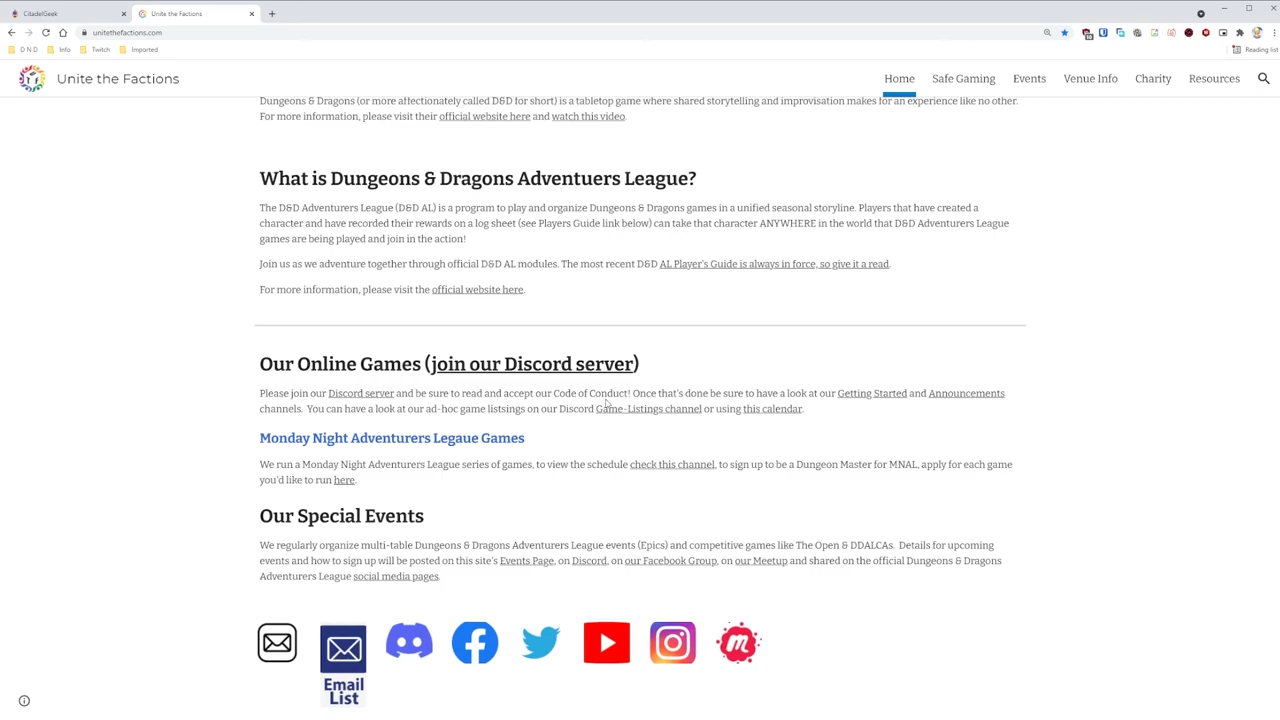 CitadelGeek
Unite the Factions
unitethefactions.com
D N D
Info
Twitch
Imported
Reading list
Unite the Factions
Home
Safe Gaming
Events
Venue Info
Charity
Resources
Dungeons & Dragons (or more affectionately called D&D for short) is a tabletop game where shared storytelling and improvisation makes for an experience like no other.
For more information, please visit their official website here and watch this video.
What is Dungeons & Dragons Adventuers League?
The D&D Adventurers League (D&D AL) is a program to play and organize Dungeons & Dragons games in a unified seasonal storyline. Players that have created a
character and have recorded their rewards on a log sheet (see Players Guide link below) can take that character ANYWHERE in the world that D&D Adventurers League
games are being played and join in the action!
Join us as we adventure together through official D&D AL modules. The most recent D&D AL Player's Guide is always in force, so give it a read.
For more information, please visit the official website here.
Our Online Games (join our Discord server)
Please join our Discord server and be sure to read and accept our Code of Conduct! Once that's done be sure to have a look at our Getting Started and Announcements
channels. You can have a look at our ad-hoc game listsings on our Discord Game-Listings channel or using this calendar.
Monday Night Adventurers Legaue Games
We run a Monday Night Adventurers League series of games, to view the schedule check this channel, to sign up to be a Dungeon Master for MNAL, apply for each game
you'd like to run here.
Our Special Events
We regularly organize multi-table Dungeons & Dragons Adventurers League events (Epics) and competitive games like The Open & DDALCAs. Details for upcoming
events and how to sign up will be posted on this site's Events Page, on Discord, on our Facebook Group, on our Meetup and shared on the official Dungeons & Dragons
Adventurers League social media pages.
Email
List